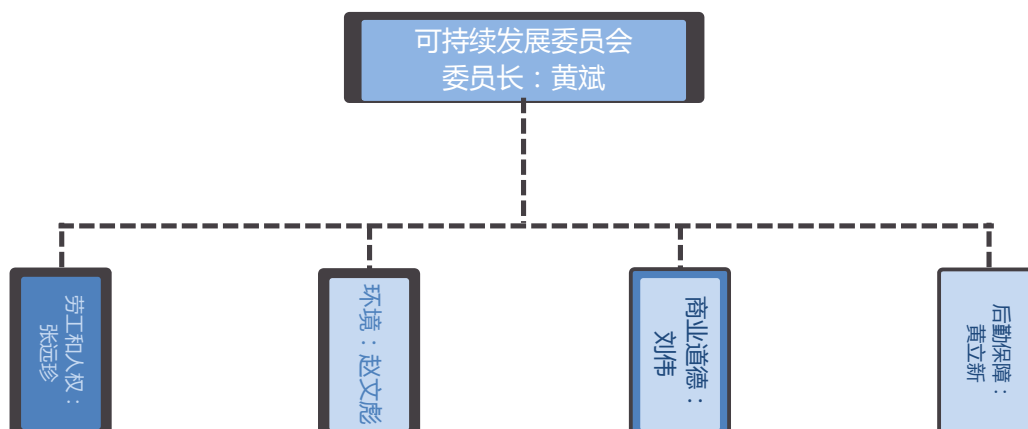 可持续发展委员会
委员长：黄斌
劳工和人权：
张远珍
环境：赵文彪
商业道德：
刘伟
后勤保障：
黄立新